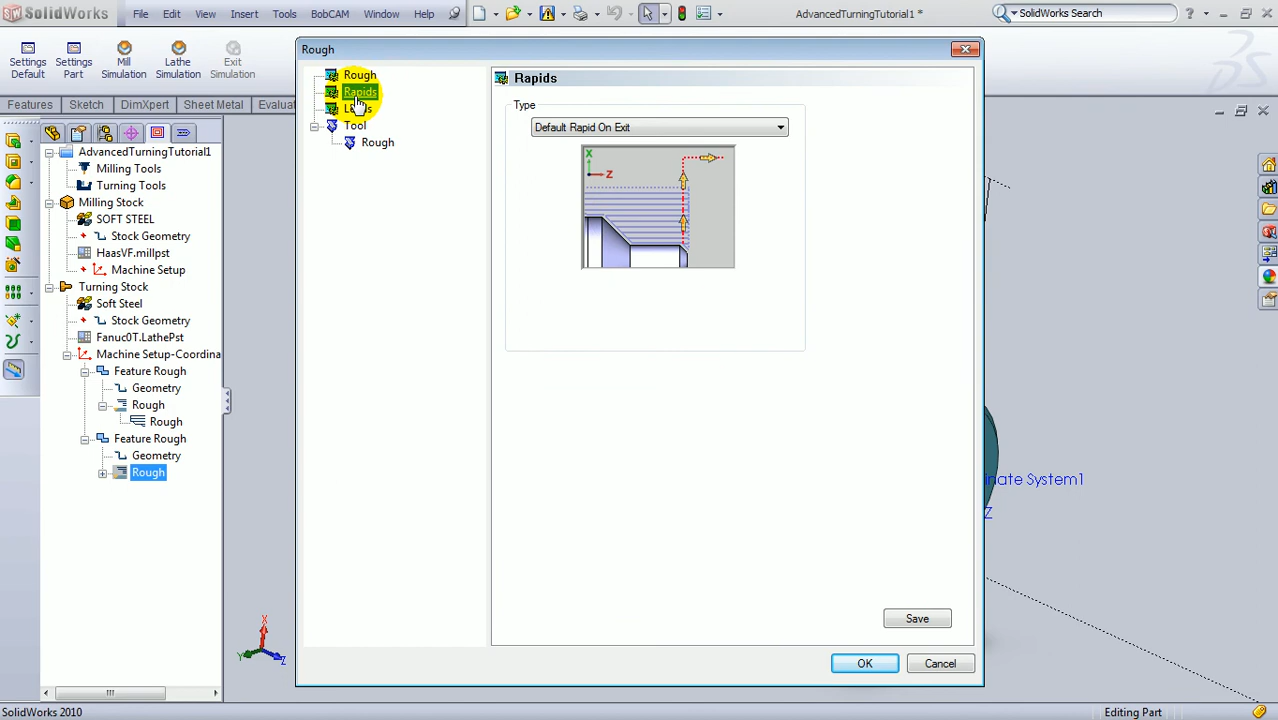 SolidWorks
File Edit View Insert Tools BobCAM Window Help
AdvancedTurningTutorial1 *
SolidWorks Search
Settings Default
Settings Part
Mill Simulation
Lathe Simulation
Exit Simulation
Features Sketch DimXpert Sheet Metal Evaluat
AdvancedTurningTutorial1
Milling Tools
Turning Tools
Milling Stock
SOFT STEEL
Stock Geometry
HaasVF.millpst
Machine Setup
Turning Stock
Soft Steel
Stock Geometry
Fanuc0T.LathePst
Machine Setup-Coordina
Feature Rough
Geometry
Rough
Rough
Feature Rough
Geometry
Rough
Rough
Rough
Rapids
Tool
Rough
Rapids
Type
Default Rapid On Exit
X
Z
Save
OK Cancel
inate System1
Z
X
Y
Z
SolidWorks 2010
Editing Part